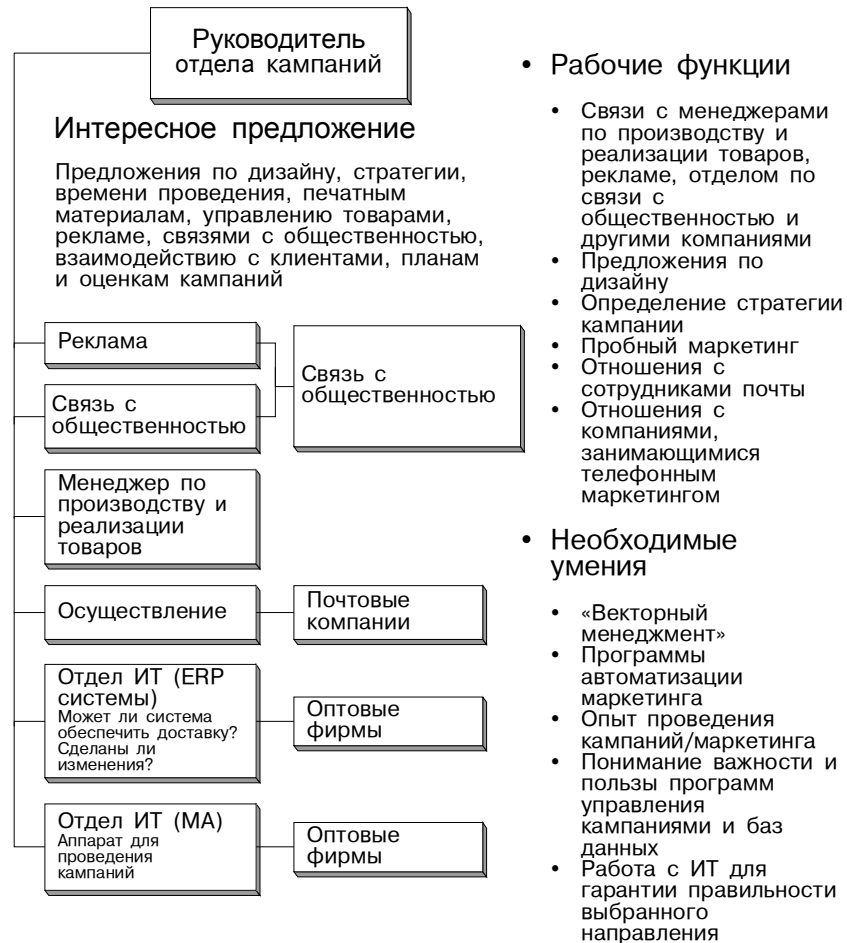 Руководитель
отдела кампаний
Интересное предложение
Предложения по дизайну, стратегии,
времени проведения, печатным
материалам, управлению товарами,
рекламе, связями с общественностью,
взаимодействию с клиентами, планам
и оценкам кампаний
Реклама
Связь с
общественностью
Связь с
общественностью
Менеджер по
производству и
реализации
товаров
Осуществление
Почтовые
компании
Отдел ИТ (ERP
системы)
Может ли система
обеспечить доставку?
Сделаны ли
изменения?
Оптовые
фирмы
Отдел ИТ (МА)
Аппарат для
проведения
кампаний
Оптовые
фирмы
• Рабочие функции
• Связи с менеджерами
по производству и
реализации товаров,
рекламе, отделом по
связи с
общественностью и
другими компаниями
• Предложения по
дизайну
• Определение стратегии
кампании
• Пробный маркетинг
• Отношения с
сотрудниками почты
• Отношения с
компаниями,
занимающимися
телефонным
маркетингом
• Необходимые
умения
• «Векторный
менеджмент»
• Программы
автоматизации
маркетинга
• Опыт проведения
кампаний/маркетинга
• Понимание важности и
пользы программ
управления
кампаниями и баз
данных
• Работа с ИТ для
гарантии правильности
выбранного
направления